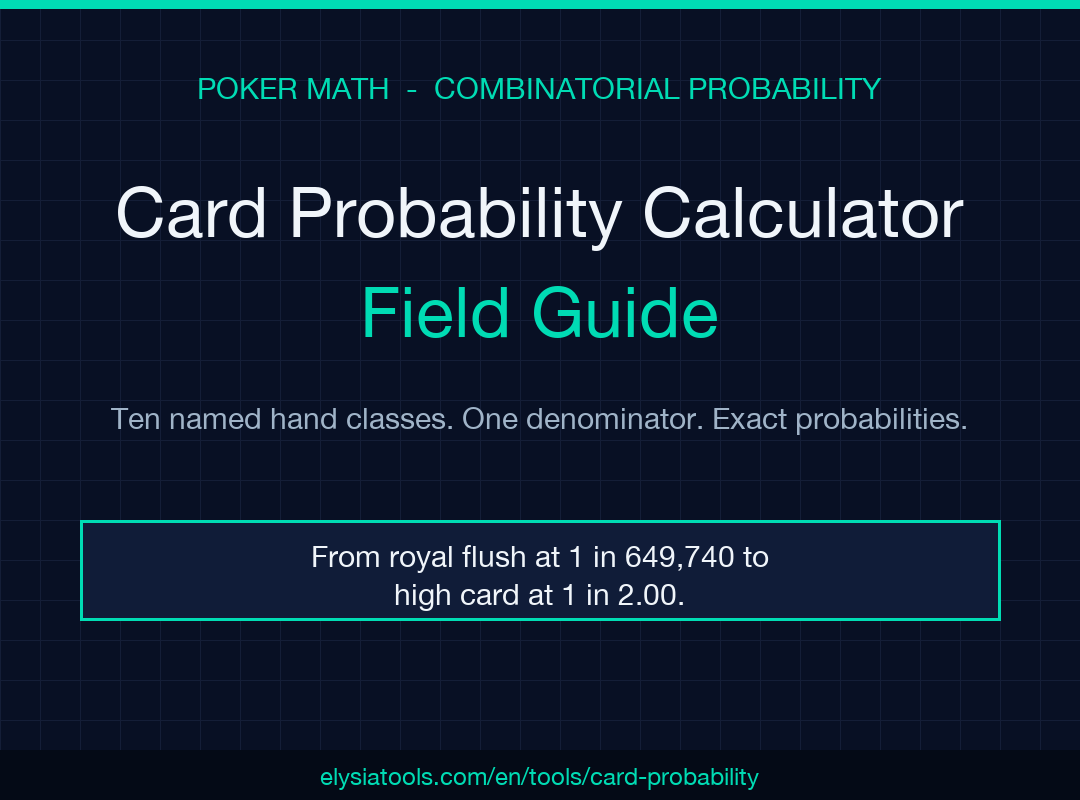 POKER MATH - COMBINATORIAL PROBABILITY
Card Probability Calculator
Field Guide
Ten named hand classes. One denominator. Exact probabilities.
From royal flush at 1 in 649,740 to
high card at 1 in 2.00.
elysiatools.com/en/tools/card-probability